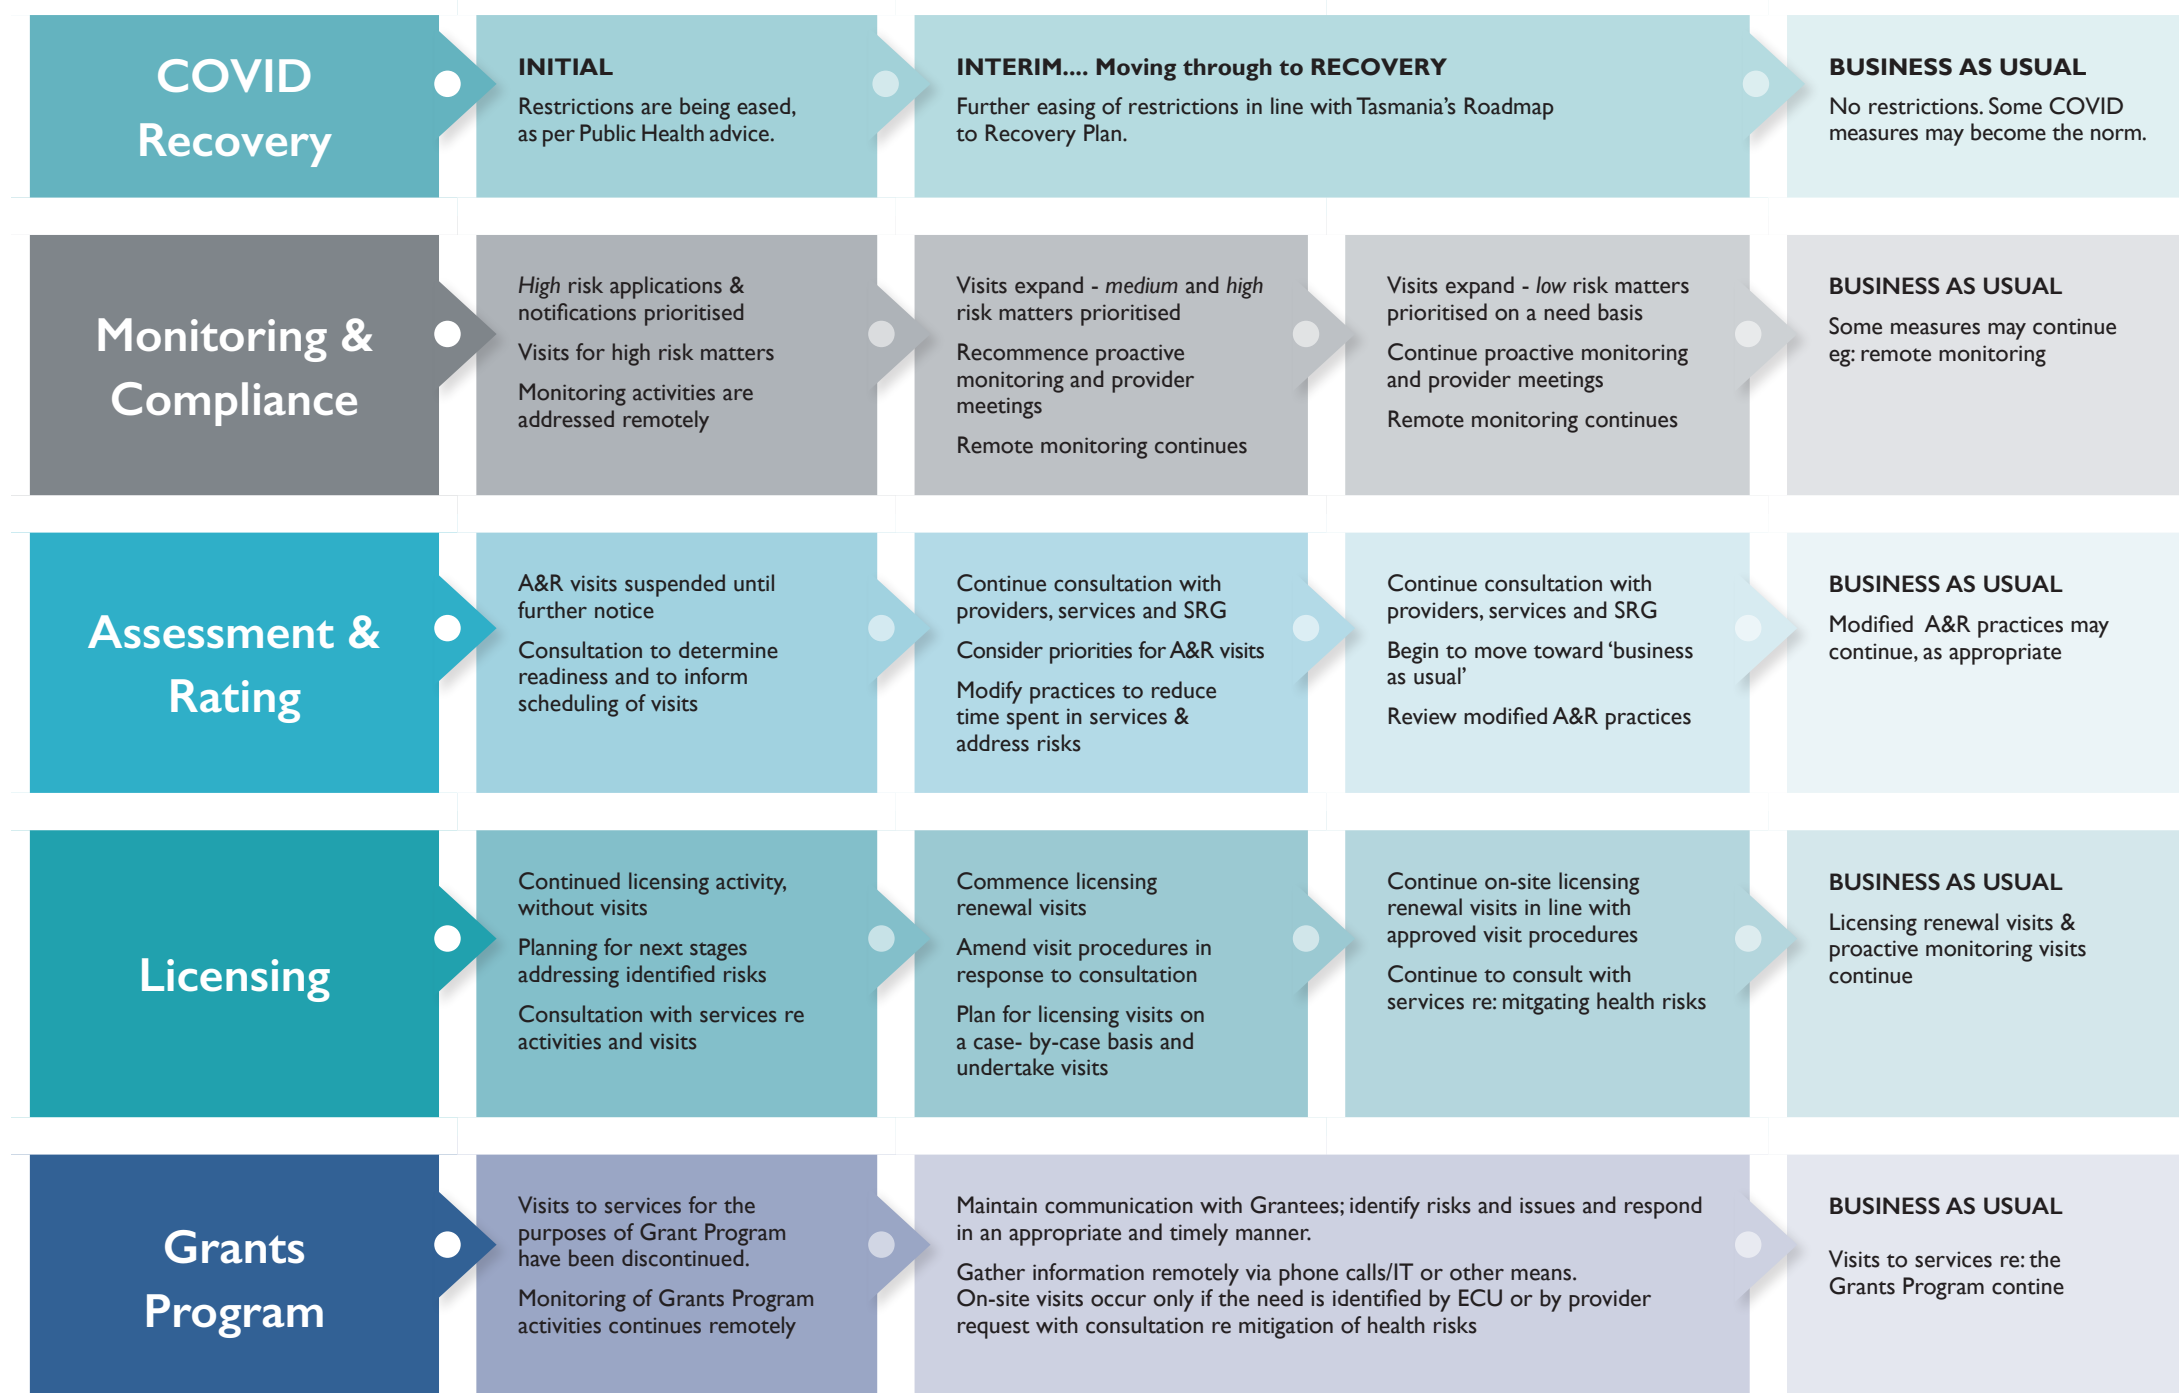 COVID
Recovery
INITIAL
Restrictions are being eased,
as per Public Health advice.
INTERIM.... Moving through to RECOVERY
Further easing of restrictions in line with Tasmania's Roadmap
to Recovery Plan.
BUSINESS AS USUAL
No restrictions. Some COVID
measures may become the norm.
Monitoring &
Compliance
High risk applications &
notifications prioritised
Visits for high risk matters
Monitoring activities are
addressed remotely
Visits expand - medium and high
risk matters prioritised
Recommence proactive
monitoring and provider
meetings
Remote monitoring continues
Visits expand - low risk matters
prioritised on a need basis
Continue proactive monitoring
and provider meetings
Remote monitoring continues
BUSINESS AS USUAL
Some measures may continue
eg: remote monitoring
Assessment &
Rating
A&R visits suspended until
further notice
Consultation to determine
readiness and to inform
scheduling of visits
Continue consultation with
providers, services and SRG
Consider priorities for A&R visits
Modify practices to reduce
time spent in services &
address risks
Continue consultation with
providers, services and SRG
Begin to move toward ‘business
as usual’
Review modified A&R practices
BUSINESS AS USUAL
Modified A&R practices may
continue, as appropriate
Licensing
Continued licensing activity,
without visits
Planning for next stages
addressing identified risks
Consultation with services re
activities and visits
Commence licensing
renewal visits
Amend visit procedures in
response to consultation
Plan for licensing visits on
a case- by-case basis and
undertake visits
Continue on-site licensing
renewal visits in line with
approved visit procedures
Continue to consult with
services re: mitgating health risks
BUSINESS AS USUAL
Licensing renewal visits &
proactive monitoring visits
continue
Grants
Program
Visits to services for the
purposes of Grant Program
have been discontinued.
Monitoring of Grants Program
activities continues remotely
Maintain communication with Grantees; identify risks and issues and respond
in an appropriate and timely manner.
Gather information remotely via phone calls/IT or other means.
On-site visits occur only if the need is identified by ECU or by provider
request with consultation re mitigation of health risks
BUSINESS AS USUAL
Visits to services re: the
Grants Program contine